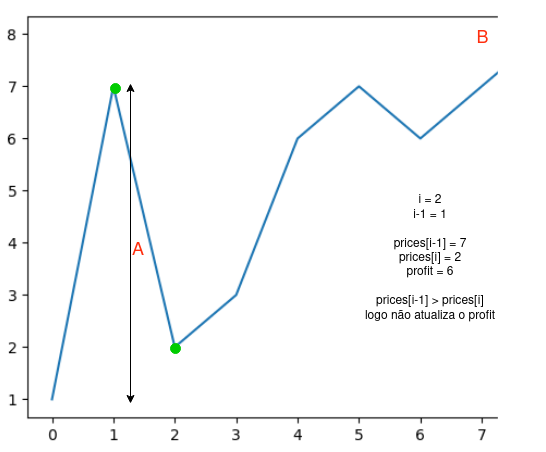 8
B
7
6
5
i = 2
i-1 = 1
4
A
prices[i-1] = 7
prices[i] = 2
profit = 6
3
prices[i-1] > prices[i]
logo não atualiza o profit
2
1
0 1 2 3 4 5 6 7